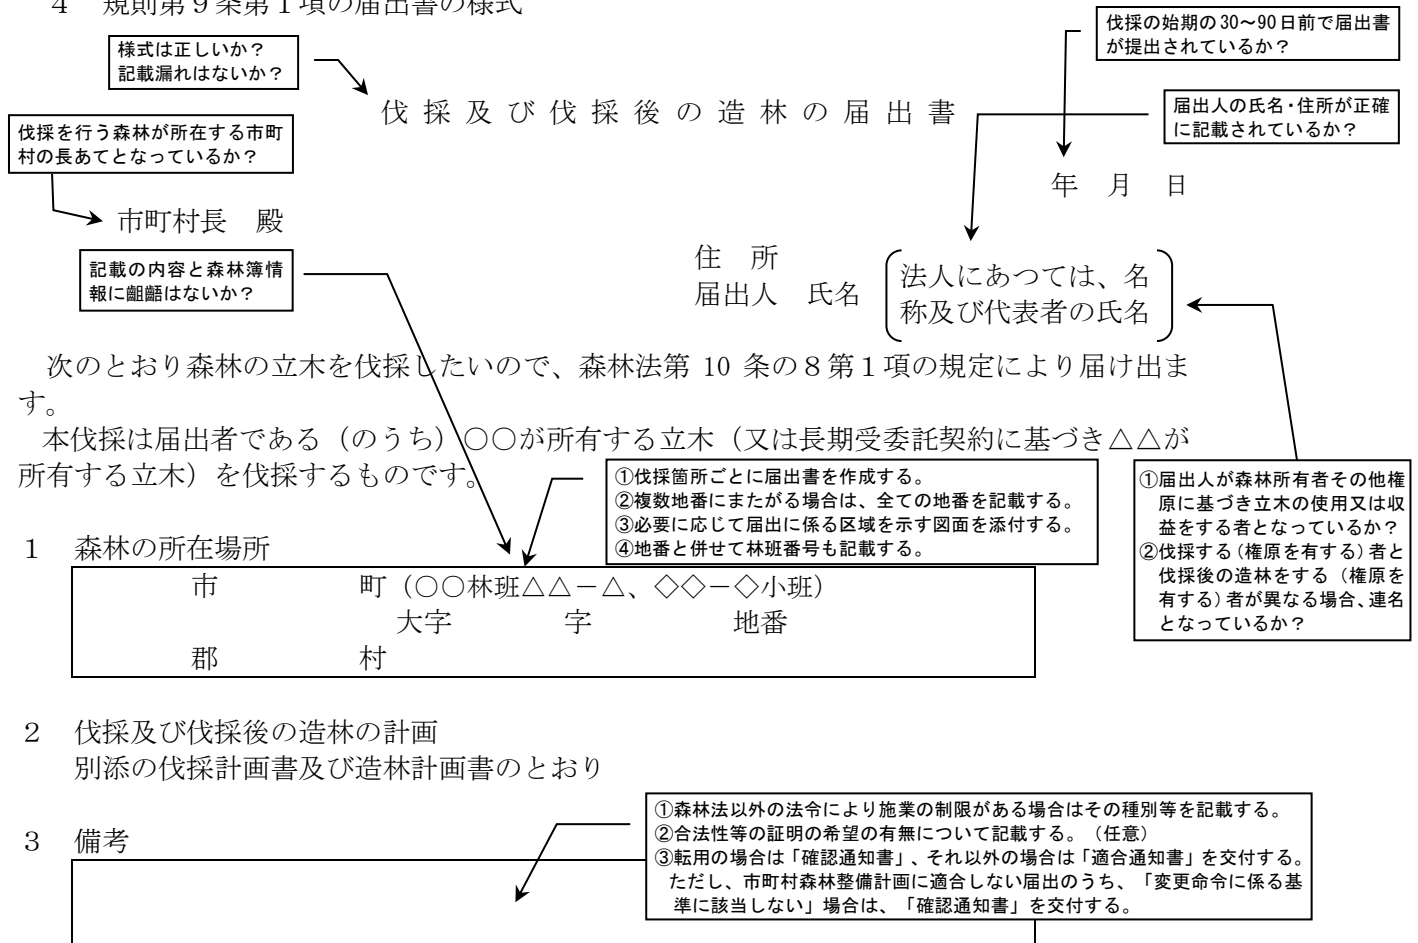 ４　規則第９条第１項の届出書の様式
伐採の始期の30～90日前で届出書
が提出されているか？
様式は正しいか？
記載漏れはないか？
伐採及び伐採後の造林の届出書
届出人の氏名・住所が正確
に記載されているか？
伐採を行う森林が所在する市町
村の長あてとなっているか？
年　月　日
市町村長　殿
記載の内容と森林簿情
報に齟齬はないか？
住　所
届出人　氏名
法人にあつては、名
称及び代表者の氏名
次のとおり森林の立木を伐採したいので、森林法第 10 条の８第１項の規定により届け出ま
す。
本伐採は届出者である（のうち）○○が所有する立木（又は長期受委託契約に基づき△△が
所有する立木）を伐採するものです。
①伐採箇所ごとに届出書を作成する。
②複数地番にまたがる場合は、全ての地番を記載する。
③必要に応じて届出に係る区域を示す図面を添付する。
④地番と併せて林班番号も記載する。
①届出人が森林所有者その他権
原に基づき立木の使用又は収
益をする者となっているか？
②伐採する（権原を有する）者と
伐採後の造林をする（権原を
有する）者が異なる場合、連名
となっているか？
１　森林の所在場所
市　町（○○林班△△－△、◇◇－◇小班）
大字　字　地番
郡　村
２　伐採及び伐採後の造林の計画
別添の伐採計画書及び造林計画書のとおり
３　備考
①森林法以外の法令により施業の制限がある場合はその種別等を記載する。
②合法性等の証明の希望の有無について記載する。（任意）
③転用の場合は「確認通知書」、それ以外の場合は「適合通知書」を交付する。
ただし、市町村森林整備計画に適合しない届出のうち、「変更命令に係る基
準に該当しない」場合は、「確認通知書」を交付する。